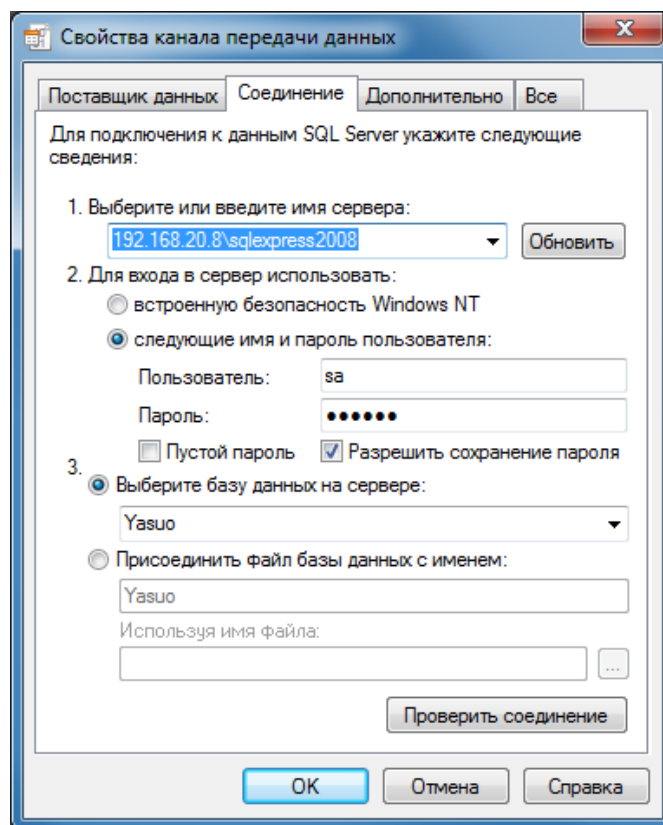 Свойства канала передачи данных
Поставщик данных Соединение Дополнительно Все
Для подключения к данным SQL Server укажите следующие
сведения:
1. Выберите или введите имя сервера:
192.168.20.8\sqlexpress2008 Обновить
2. Для входа в сервер использовать:
встроенную безопасность Windows NT
следующие имя и пароль пользователя:
Пользователь: sa
Пароль: ••••••
Пустой пароль Разрешить сохранение пароля
3.
Выберите базу данных на сервере:
Yasuo
Присоединить файл базы данных с именем:
Yasuo
Используя имя файла:
...
Проверить соединение
OK Отмена Справка